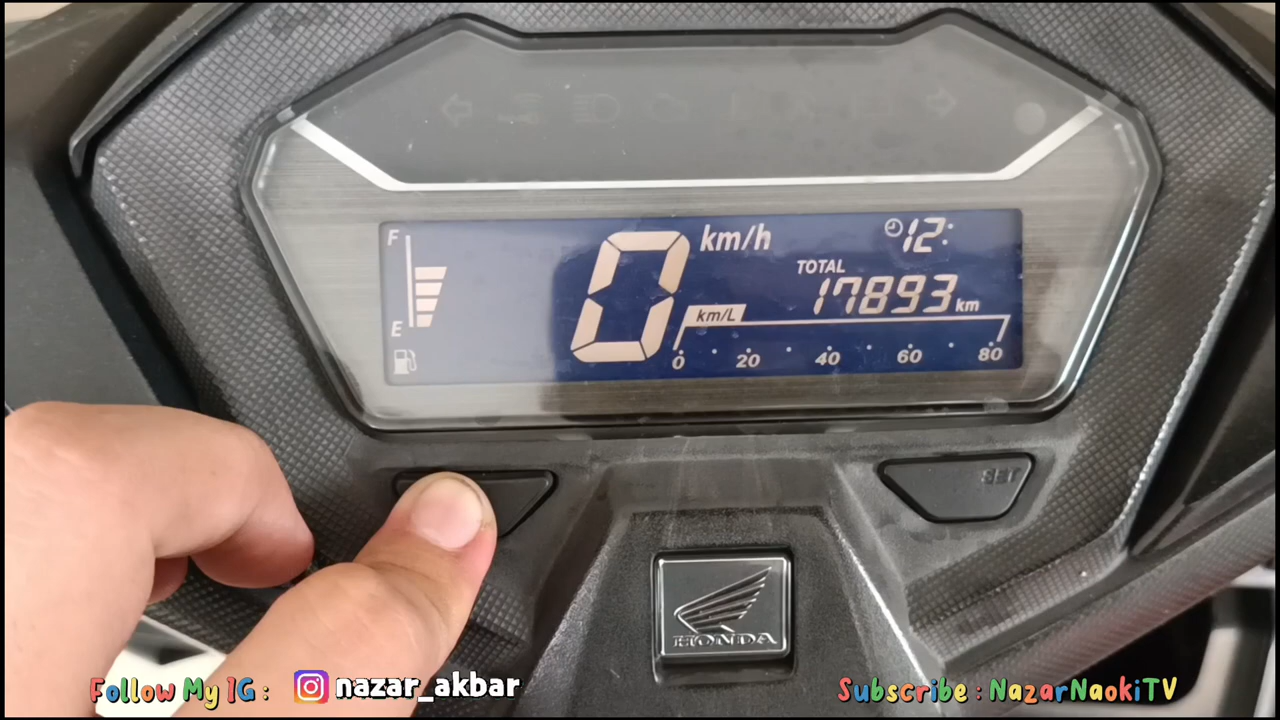 F
E
0 km/h
12:
TOTAL
17893 km
km/L
0 20 40 60 80
SET
HONDA
Follow My IG : nazar_akbar
Subscribe : NazarNaokiTV